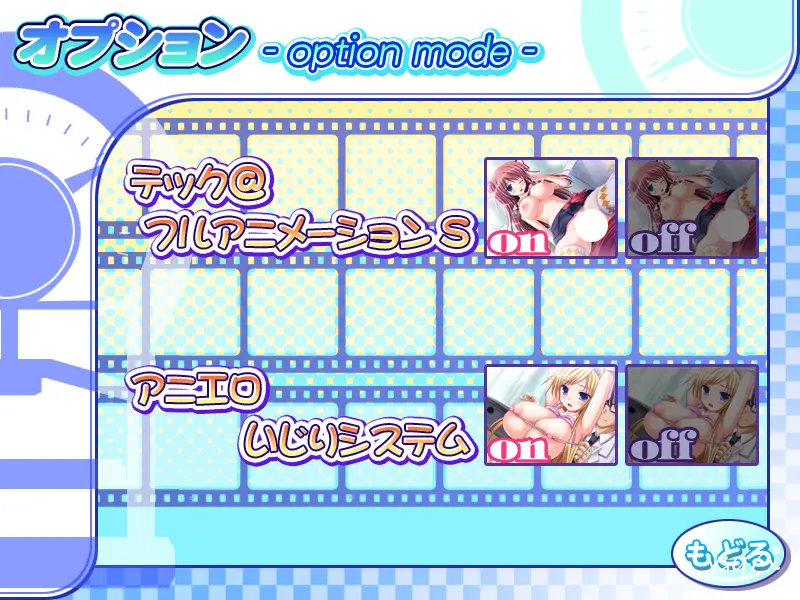 オプション - option mode -
テック@
フルアニメーションS
on off
アニエロ
いじりシステム
on off
もどる